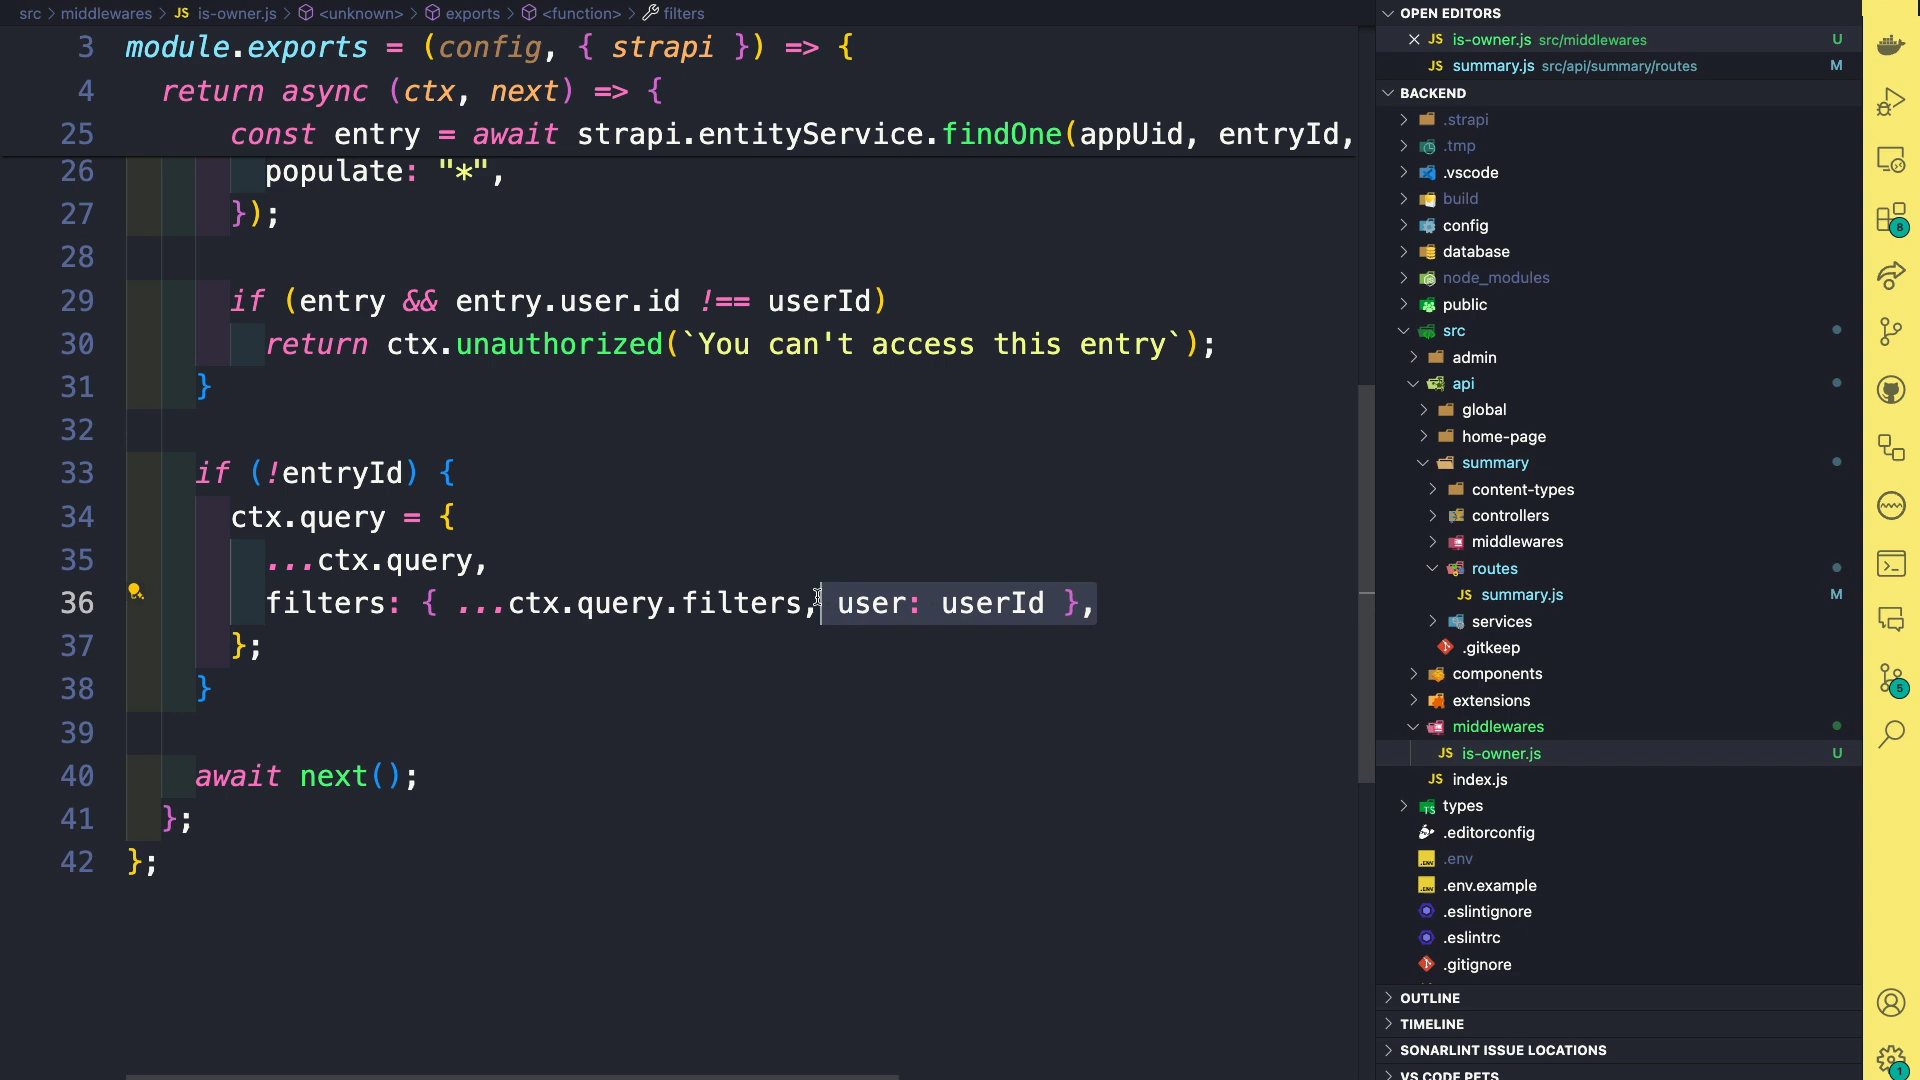 src > middlewares > JS is-owner.js > <unknown> > exports > <function> > filters
3 module.exports = (config, { strapi }) => {
4 return async (ctx, next) => {
25 const entry = await strapi.entityService.findOne(appUid, entryId,
26 populate: "*",
27 });
28
29 if (entry && entry.user.id !== userId)
30 return ctx.unauthorized(`You can't access this entry`);
31 }
32
33 if (!entryId) {
34 ctx.query = {
35 ...ctx.query,
36 filters: { ...ctx.query.filters, user: userId },
37 };
38 }
39
40 await next();
41 };
42 };
OPEN EDITORS
JS is-owner.js src/middlewares U
JS summary.js src/api/summary/routes M
BACKEND
.strapi
.tmp
.vscode
build
config
database
node_modules
public
src
admin
api
global
home-page
summary
content-types
controllers
middlewares
routes
JS summary.js M
services
.gitkeep
components
extensions
middlewares
JS is-owner.js U
JS index.js
types
.editorconfig
.env
.env.example
.eslintignore
.eslintrc
.gitignore
OUTLINE
TIMELINE
SONARLINT ISSUE LOCATIONS
VS CODE PETS
8
5
1